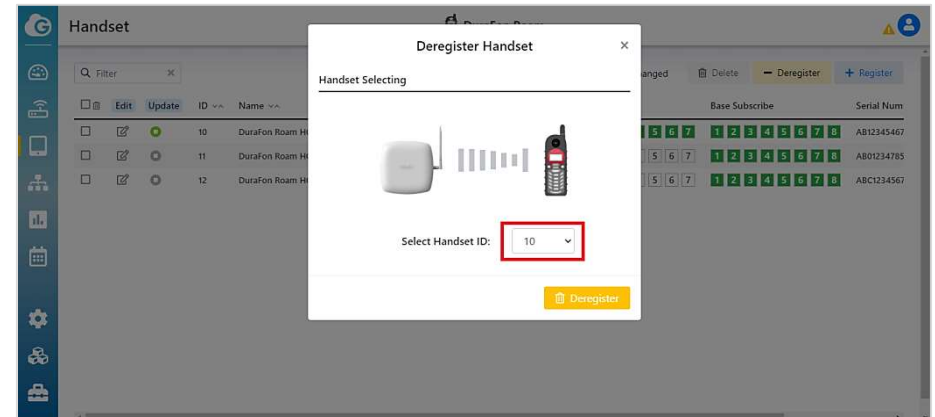 Handset
DuraFon Roam
Deregister Handset ×
Handset Selecting
Filter ×
anged Delete Deregister + Register
Edit Update ID Name Base Subscribe Serial Num
10 DuraFon Roam H 5 6 7 1 2 3 4 5 6 7 8 AB12345467
11 DuraFon Roam H 5 6 7 1 2 3 4 5 6 7 8 AB01234785
12 DuraFon Roam H 5 6 7 1 2 3 4 5 6 7 8 ABC1234567
Select Handset ID: 10
Deregister